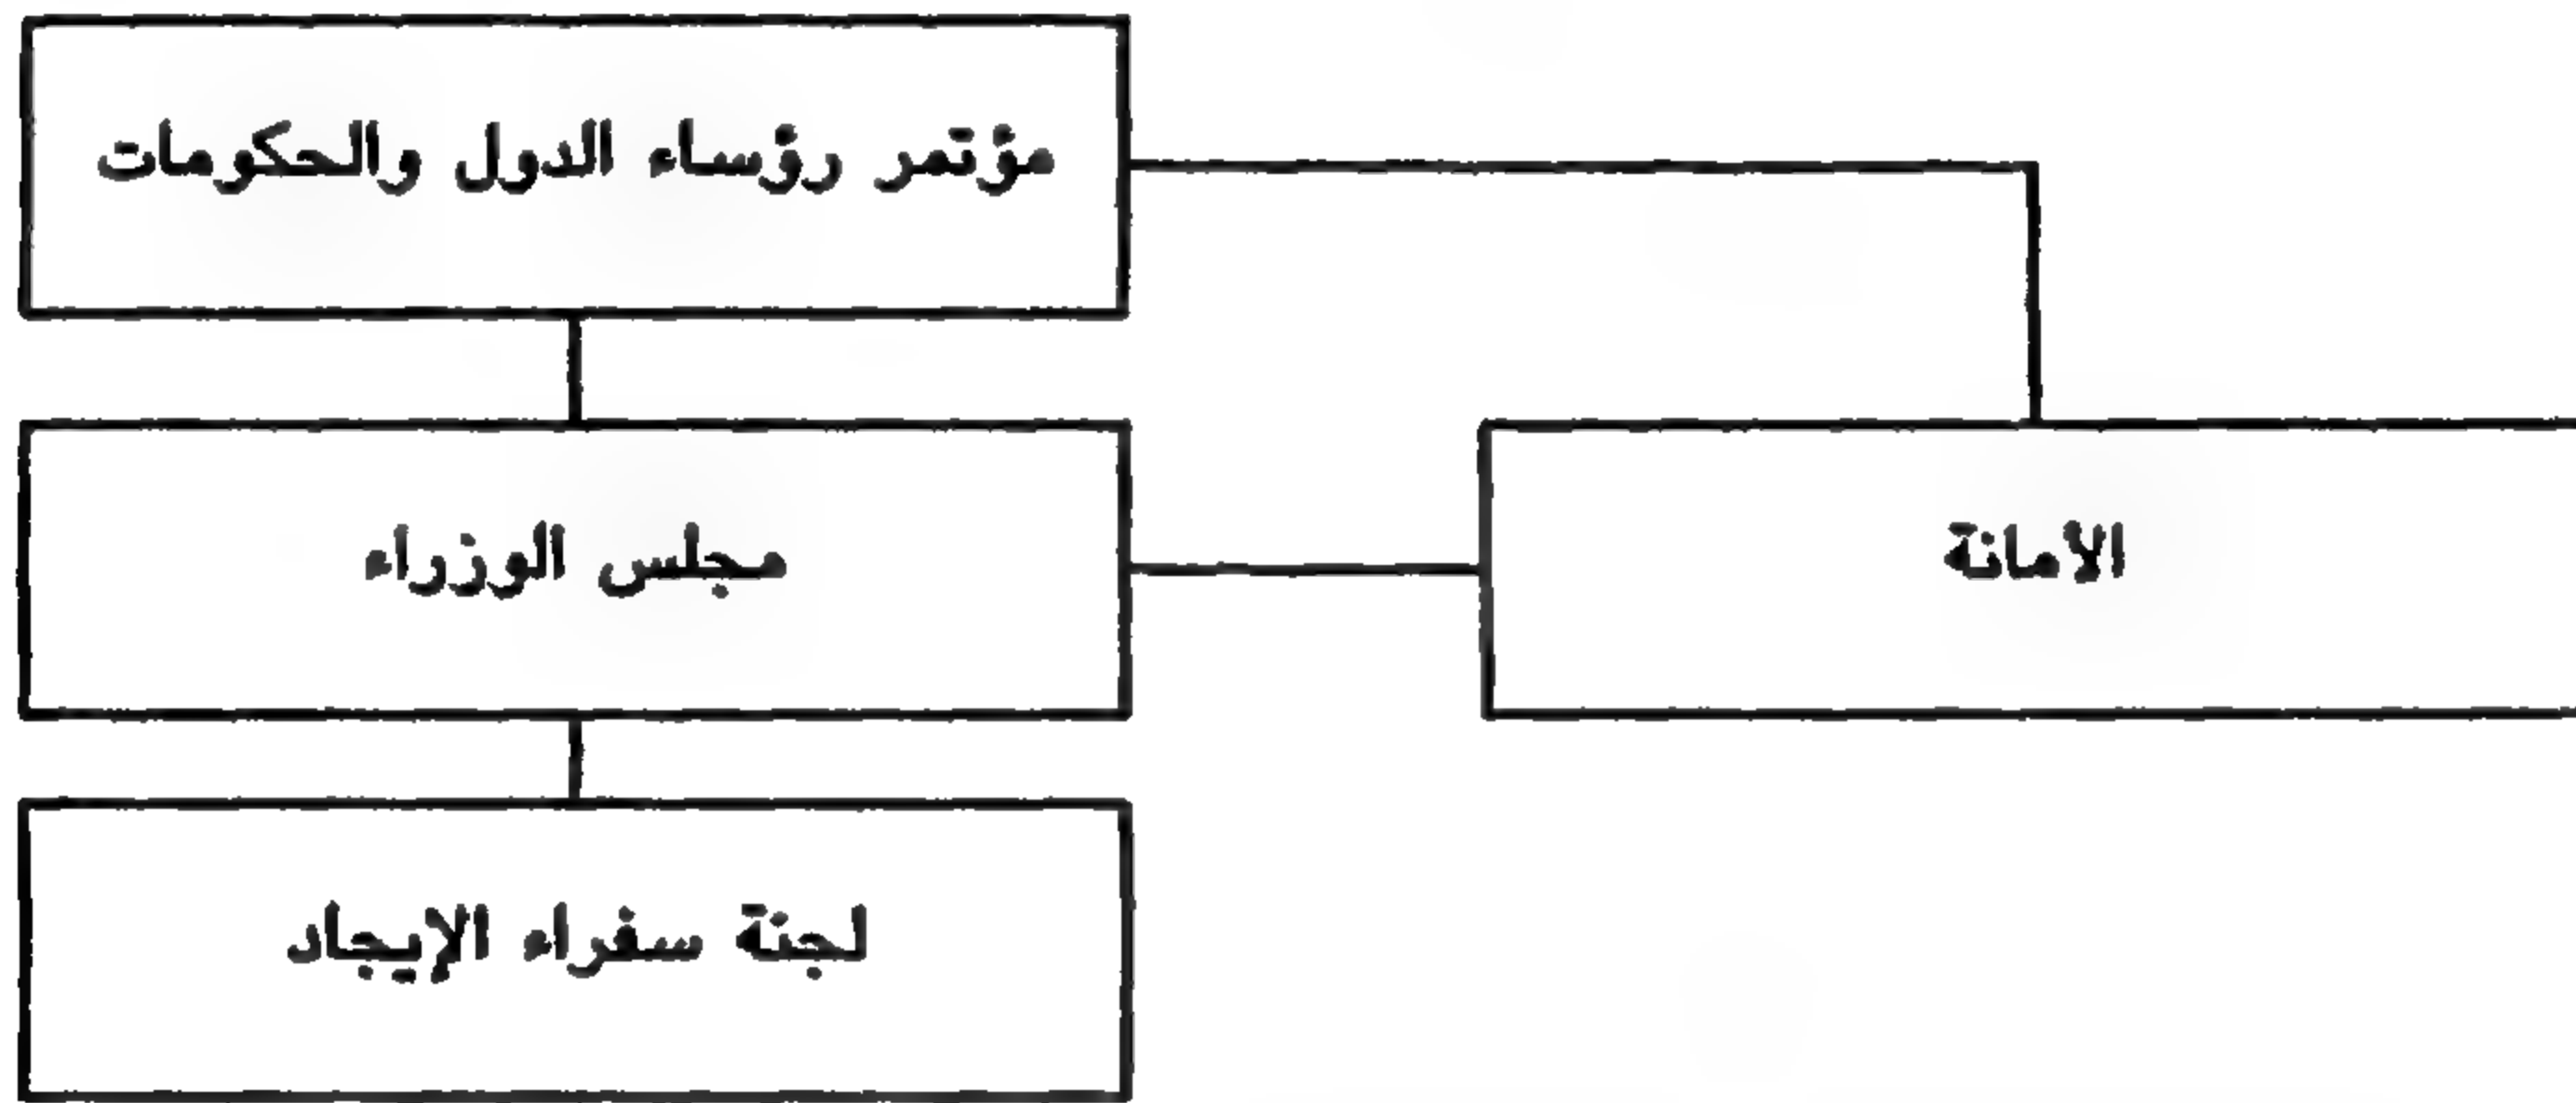 مؤتمر رؤساء الدول والحكومات
مجلس الوزراء
الأمانة
لجنة سفراء الإيجاد